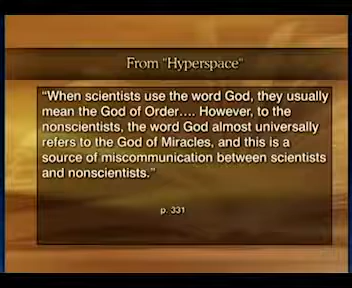 From "Hyperspace"
“When scientists use the word God, they usually
mean the God of Order.... However, to the
nonscientists, the word God almost universally
refers to the God of Miracles, and this is a
source of miscommunication between scientists
and nonscientists.”
p. 331